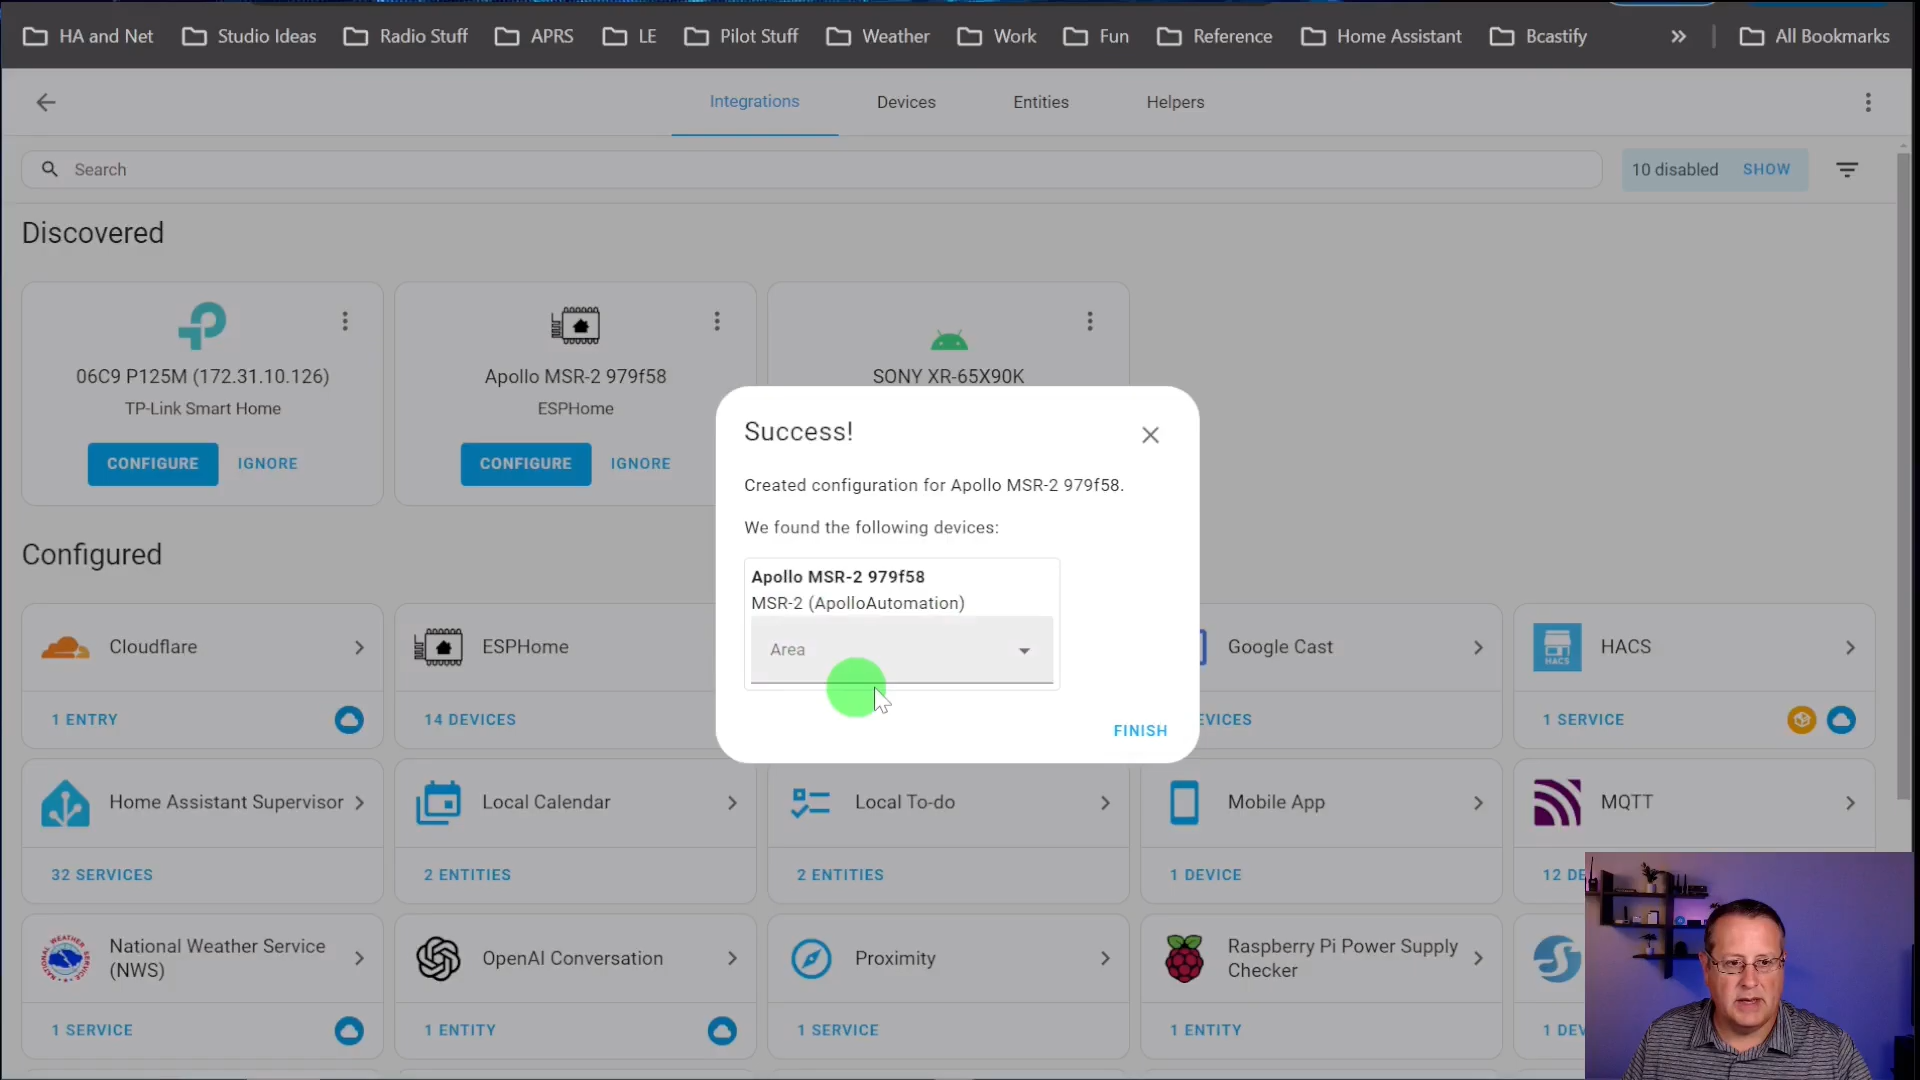 HA and Net Studio Ideas Radio Stuff APRS LE Pilot Stuff Weather Work Fun Reference Home Assistant Bcastify » All Bookmarks
Integrations Devices Entities Helpers
Search 10 disabled SHOW
Discovered
06C9 P125M (172.31.10.126)
TP-Link Smart Home
CONFIGURE IGNORE
Apollo MSR-2 979f58
ESPHome
CONFIGURE IGNORE
SONY XR-65X90K
Success!
Created configuration for Apollo MSR-2 979f58.
We found the following devices:
Apollo MSR-2 979f58
MSR-2 (ApolloAutomation)
Area
FINISH
Configured
Cloudflare
1 ENTRY
ESPHome
14 DEVICES
Google Cast
HACS
HACS
1 SERVICE
Home Assistant Supervisor
32 SERVICES
Local Calendar
2 ENTITIES
Local To-do
2 ENTITIES
Mobile App
1 DEVICE
MQTT
12
National Weather Service
(NWS)
1 SERVICE
OpenAI Conversation
1 ENTITY
Proximity
1 SERVICE
Raspberry Pi Power Supply
Checker
1 ENTITY
1